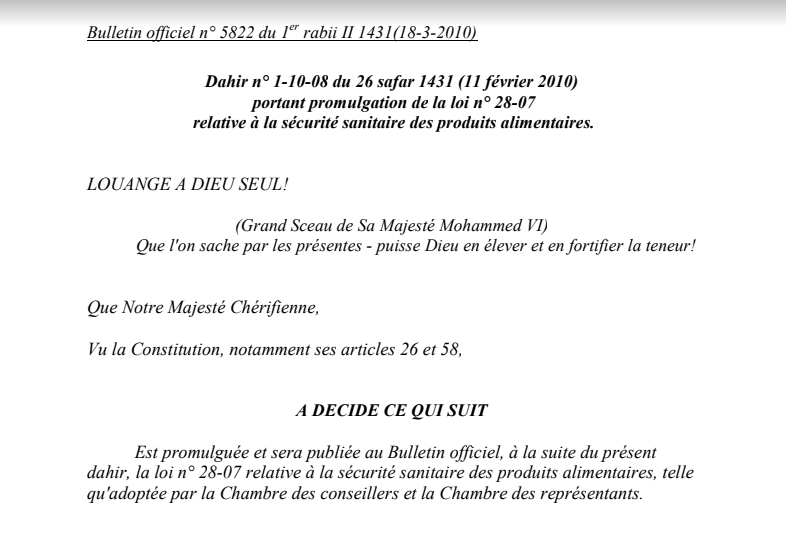 Bulletin officiel n° 5822 du 1er rabii II 1431(18-3-2010)
Dahir n° 1-10-08 du 26 safar 1431 (11 février 2010)
portant promulgation de la loi n° 28-07
relative à la sécurité sanitaire des produits alimentaires.
LOUANGE A DIEU SEUL!
(Grand Sceau de Sa Majesté Mohammed VI)
Que l'on sache par les présentes - puisse Dieu en élever et en fortifier la teneur!
Que Notre Majesté Chérifienne,
Vu la Constitution, notamment ses articles 26 et 58,
A DECIDE CE QUI SUIT
Est promulguée et sera publiée au Bulletin officiel, à la suite du présent
dahir, la loi n° 28-07 relative à la sécurité sanitaire des produits alimentaires, telle
qu'adoptée par la Chambre des conseillers et la Chambre des représentants.